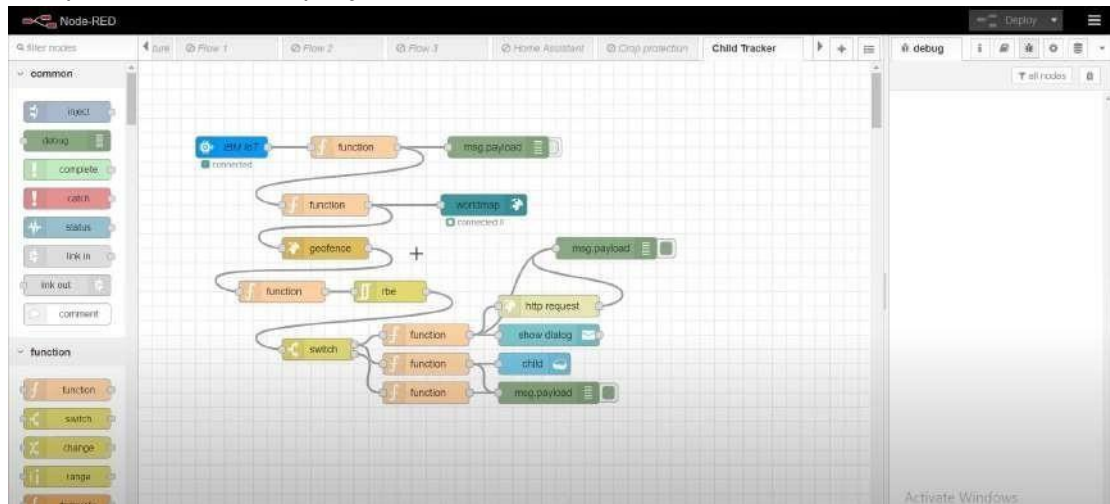 Node-RED
Deploy
filter nodes
Flow 1
Flow 2
Flow 3
Home Assistant
Crop protection
Child Tracker
debug
i
all nodes
common
inject
debug
complete
catch
status
link in
link out
comment
function
function
switch
change
range
IBM IoT
connected
function
msg.payload
function
worldmap
geofence
msg.payload
function
rbe
http request
switch
function
show dialog
function
child
function
msg.payload
Activate Windows